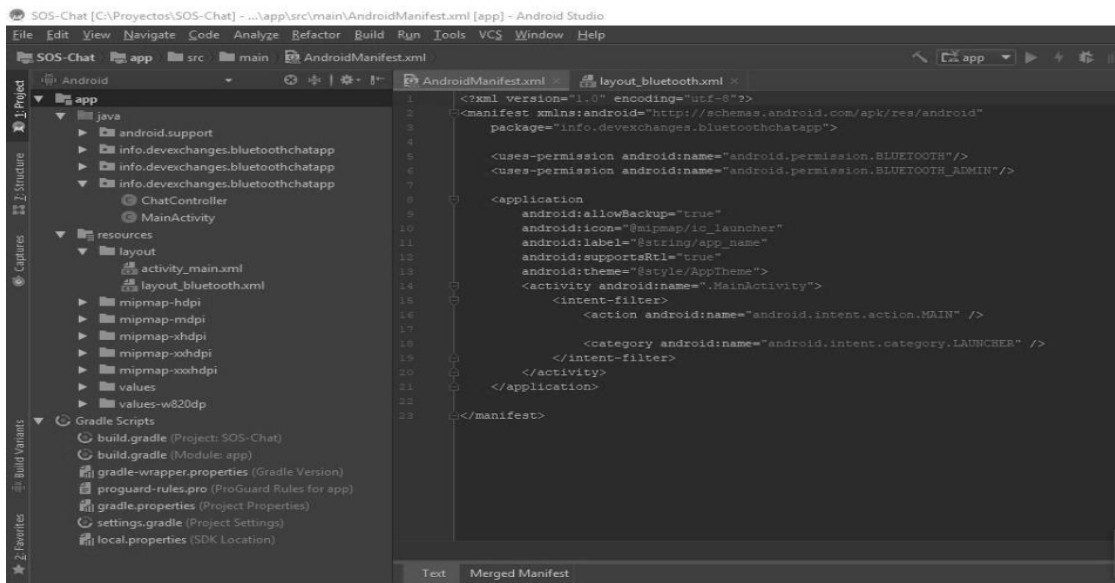 SOS-Chat [C:\Proyectos\SOS-Chat] - ...\app\src\main\AndroidManifest.xml [app] - Android Studio
File Edit View Navigate Code Analyze Refactor Build Run Tools VCS Window Help
SOS-Chat app src main AndroidManifest.xml app
Android
AndroidManifest.xml layout_bluetooth.xml
1: Project
7: Structure
Captures
Build Variants
2: Favorites
app
java
android.support
info.devexchanges.bluetoothchatapp
info.devexchanges.bluetoothchatapp
info.devexchanges.bluetoothchatapp
ChatController
MainActivity
resources
layout
activity_main.xml
layout_bluetooth.xml
mipmap-hdpi
mipmap-mdpi
mipmap-xhdpi
mipmap-xxhdpi
mipmap-xxxhdpi
values
values-w820dp
Gradle Scripts
build.gradle (Project: SOS-Chat)
build.gradle (Module: app)
gradle-wrapper.properties (Gradle Version)
proguard-rules.pro (ProGuard Rules for app)
gradle.properties (Project Properties)
settings.gradle (Project Settings)
local.properties (SDK Location)
1 <?xml version="1.0" encoding="utf-8"?>
2 <manifest xmlns:android="http://schemas.android.com/apk/res/android"
3 package="info.devexchanges.bluetoothchatapp">
4
5 <uses-permission android:name="android.permission.BLUETOOTH"/>
6 <uses-permission android:name="android.permission.BLUETOOTH_ADMIN"/>
7
8 <application
9 android:allowBackup="true"
10 android:icon="@mipmap/ic_launcher"
11 android:label="@string/app_name"
12 android:supportsRtl="true"
13 android:theme="@style/AppTheme">
14 <activity android:name=".MainActivity">
15 <intent-filter>
16 <action android:name="android.intent.action.MAIN" />
17
18 <category android:name="android.intent.category.LAUNCHER" />
19 </intent-filter>
20 </activity>
21 </application>
22
23 </manifest>
Text Merged Manifest